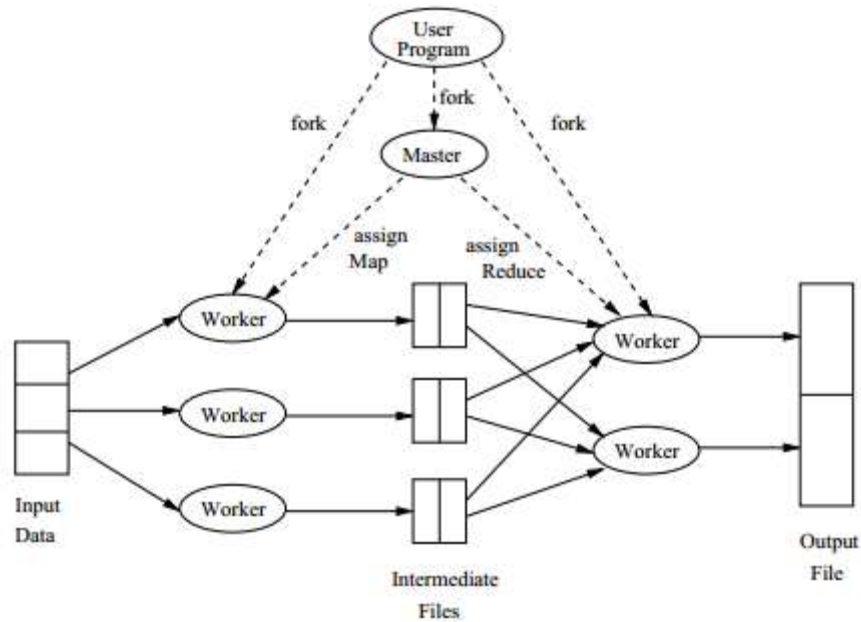 User
Program
fork
fork
fork
Master
assign
Map
assign
Reduce
Worker
Worker
Worker
Worker
Worker
Input
Data
Intermediate
Files
Output
File